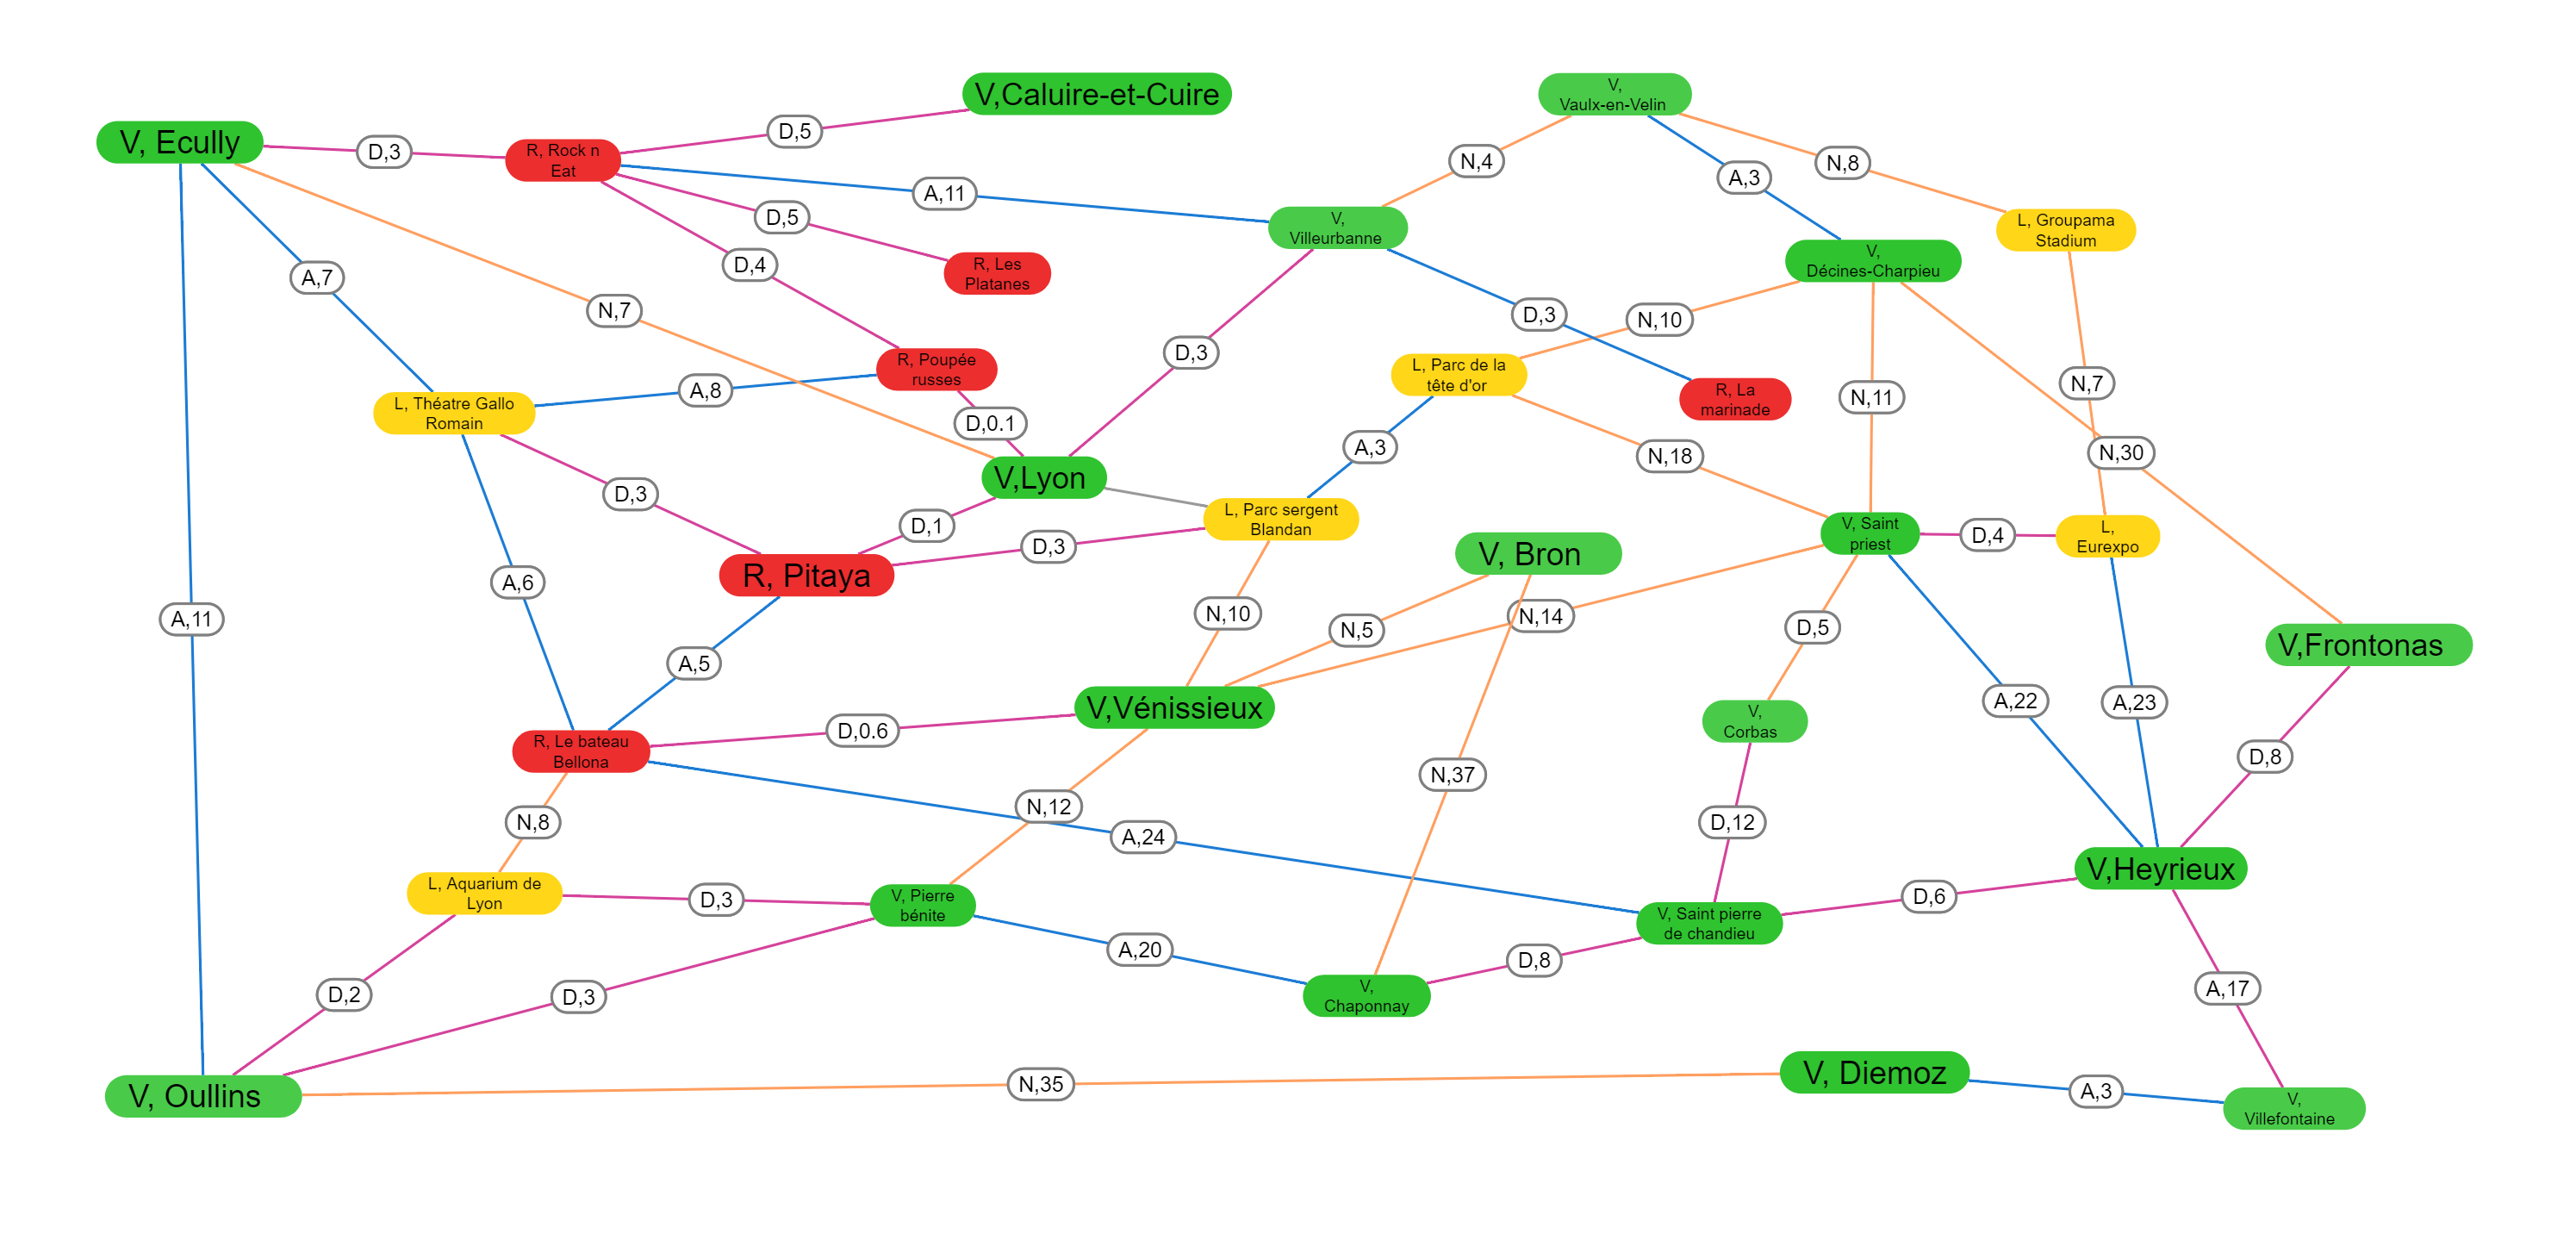 V,Caluire-et-Cuire
V,
Vaulx-en-Velin
V, Ecully
D,5
D,3
R, Rock n
Eat
N,4
A,3
N,8
A,11
D,5
V,
Villeurbanne
L, Groupama
Stadium
D,4
R, Les
Platanes
V,
Décines-Charpieu
A,7
N,7
D,3
N,10
D,3
R, Poupée
russes
A,8
L, Parc de la
tête d'or
N,11
N,7
R, La
marinade
L, Théatre Gallo
Romain
D,0.1
A,3
N,18
N,30
V,Lyon
D,3
D,1
L, Parc sergent
Blandan
D,3
V, Bron
V, Saint
priest
D,4
L,
Eurexpo
R, Pitaya
A,6
A,11
N,10
N,5
N,14
D,5
V,Frontonas
A,5
V,Vénissieux
D,0.6
V,
Corbas
A,22
A,23
R, Le bateau
Bellona
N,37
D,8
N,8
N,12
A,24
D,12
V,Heyrieux
L, Aquarium de
Lyon
D,3
V, Pierre
bénite
D,6
V, Saint pierre
de chandieu
A,20
D,8
D,2
D,3
V,
Chaponnay
A,17
V, Oullins
N,35
V, Diemoz
A,3
V,
Villefontaine